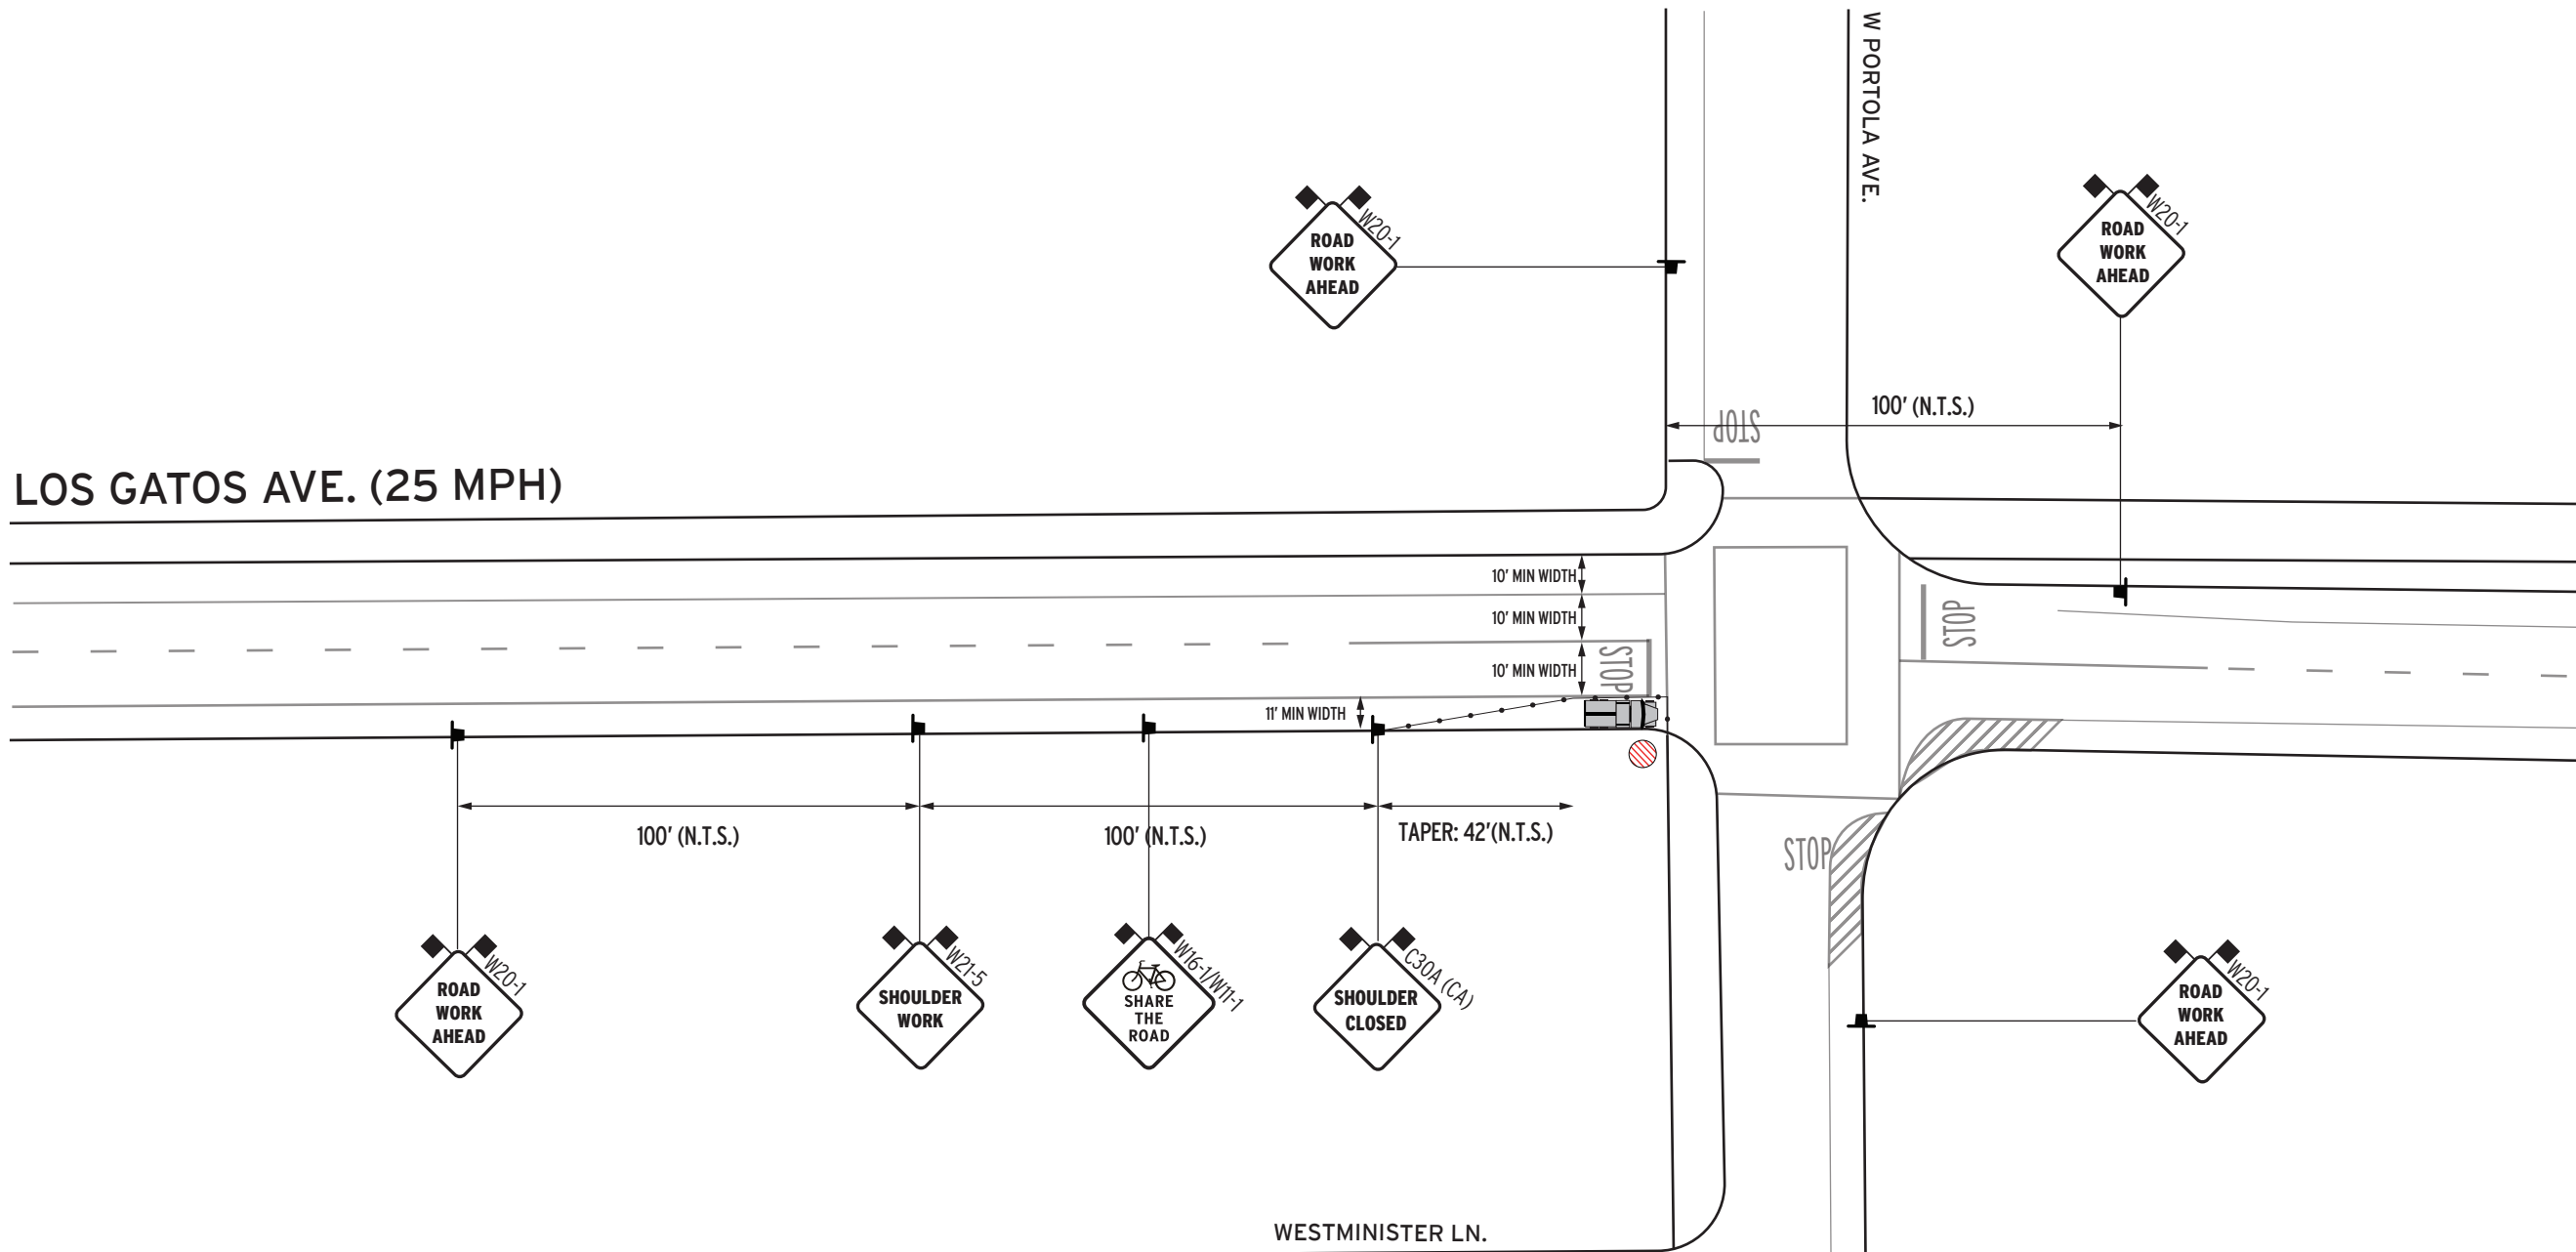 W PORTOLA AVE.
ROAD
WORK
AHEAD
W20-1
ROAD
WORK
AHEAD
W20-1
100' (N.T.S.)
STOP
LOS GATOS AVE. (25 MPH)
10' MIN WIDTH
10' MIN WIDTH
10' MIN WIDTH
11' MIN WIDTH
STOP
STOP
100' (N.T.S.)
100' (N.T.S.)
TAPER: 42'(N.T.S.)
STOP
ROAD
WORK
AHEAD
W20-1
SHOULDER
WORK
W21-5
SHARE
THE
ROAD
W16-1/W11-1
SHOULDER
CLOSED
C30A (CA)
ROAD
WORK
AHEAD
W20-1
WESTMINISTER LN.